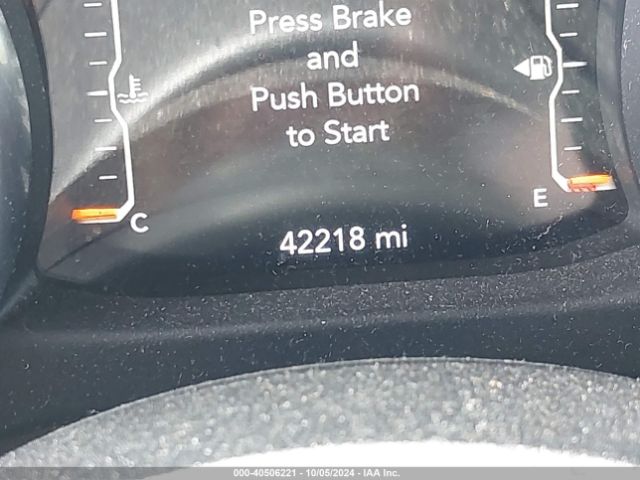 Press Brake
and
Push Button
to Start
C
E
42218 mi
000-40506221 - 10/05/2024 - IAA Inc.